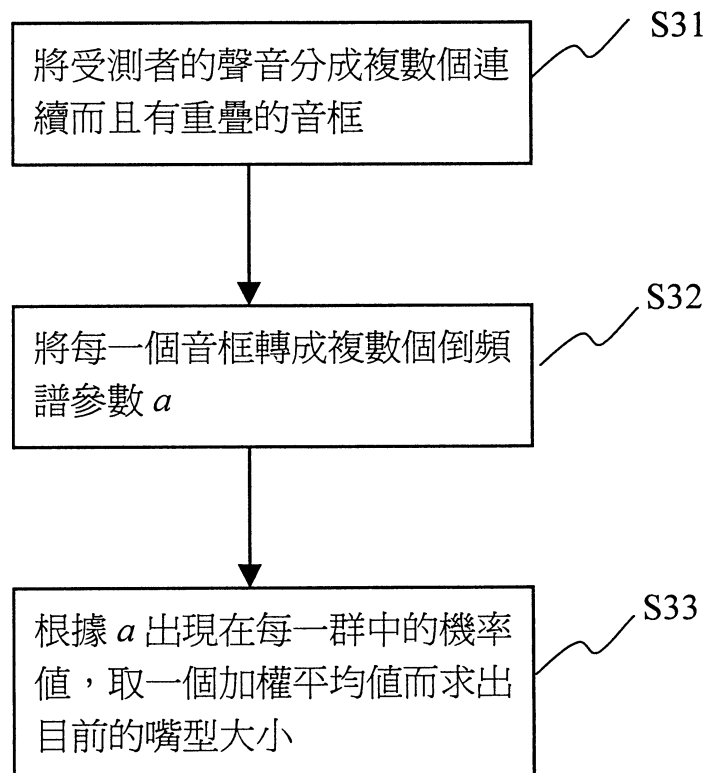 S31
將受測者的聲音分成複數個連
續而且有重疊的音框
S32
將每一個音框轉成複數個倒頻
譜參數 a
S33
根據 a 出現在每一群中的機率
值，取一個加權平均值而求出
目前的嘴型大小